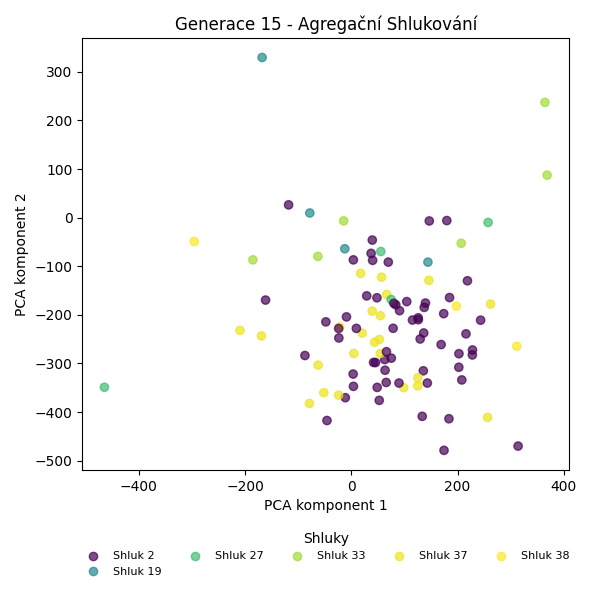 Generace 15 - Agregační Shlukování
300
200
100
0
−100
−200
−300
−400
−500
PCA komponent 2
−400 −200 0 200 400
PCA komponent 1
Shluky
Shluk 2 Shluk 27 Shluk 33 Shluk 37 Shluk 38
Shluk 19